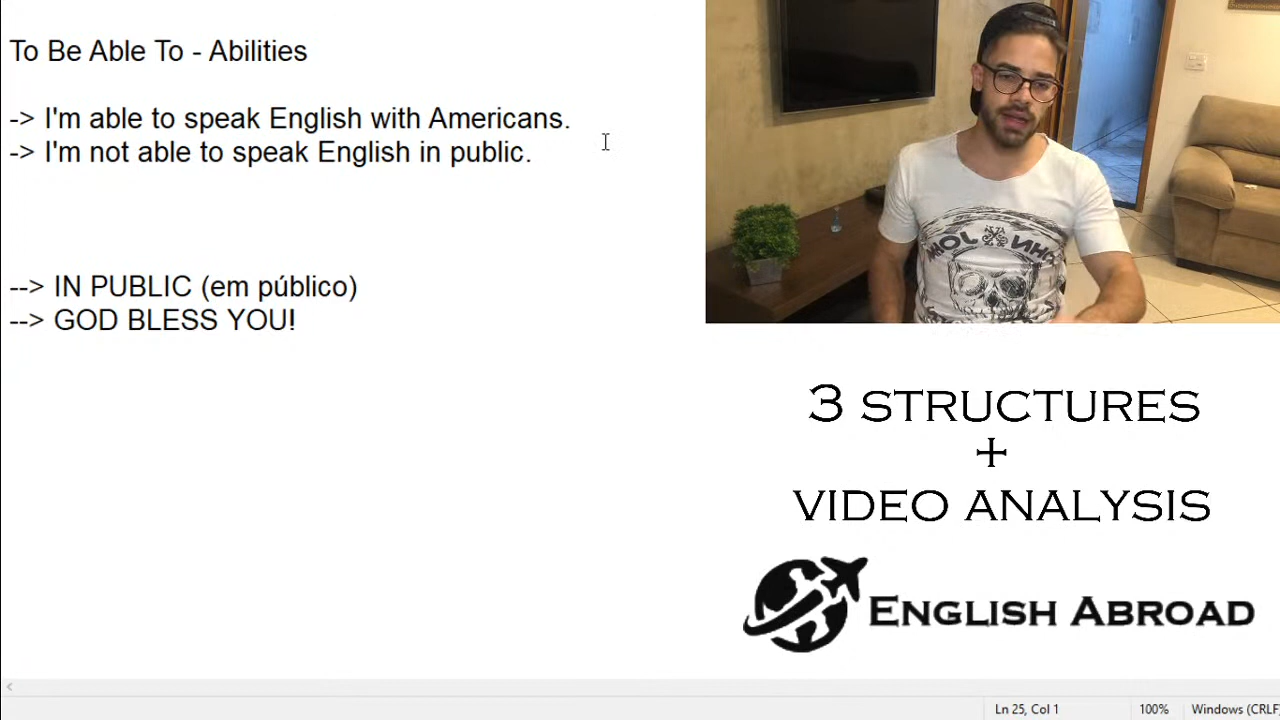 To Be Able To - Abilities
-> I'm able to speak English with Americans.
-> I'm not able to speak English in public.
--> IN PUBLIC (em público)
--> GOD BLESS YOU!
JOHN
JOHN
3 STRUCTURES
+
VIDEO ANALYSIS
ENGLISH ABROAD
Ln 25, Col 1
100%
Windows (CRLF